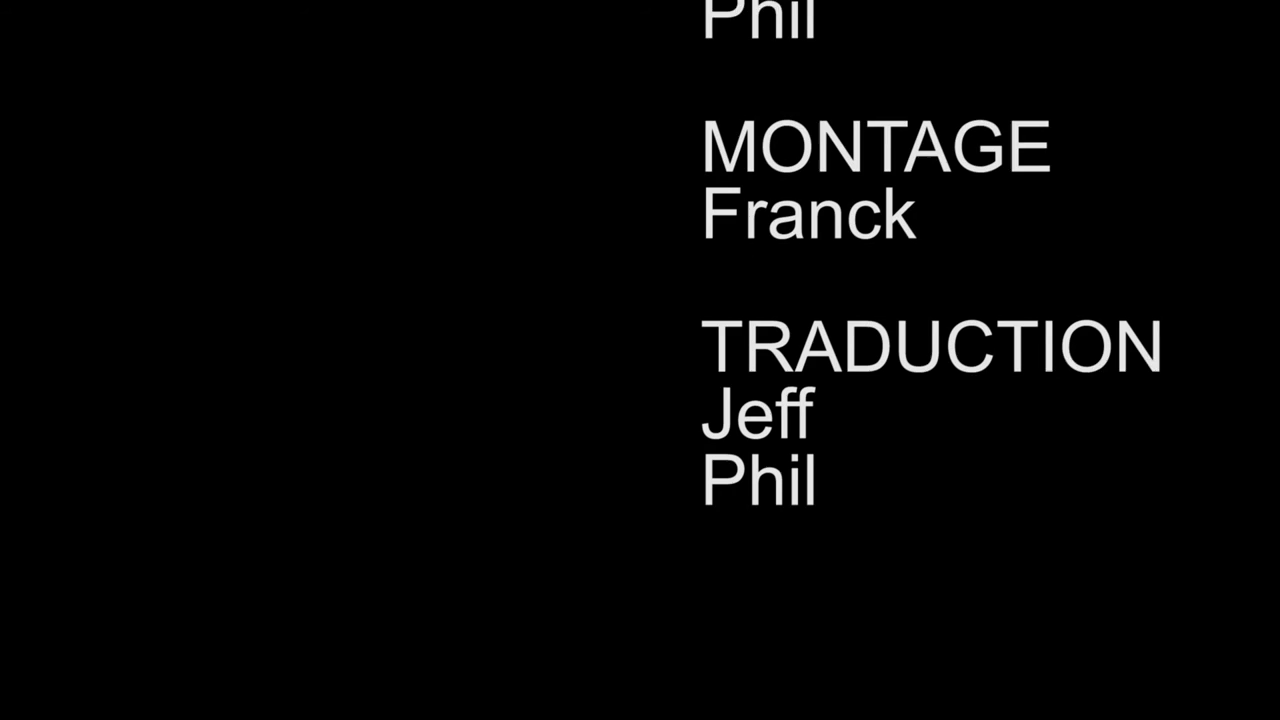 Phil
MONTAGE
Franck
TRADUCTION
Jeff
Phil